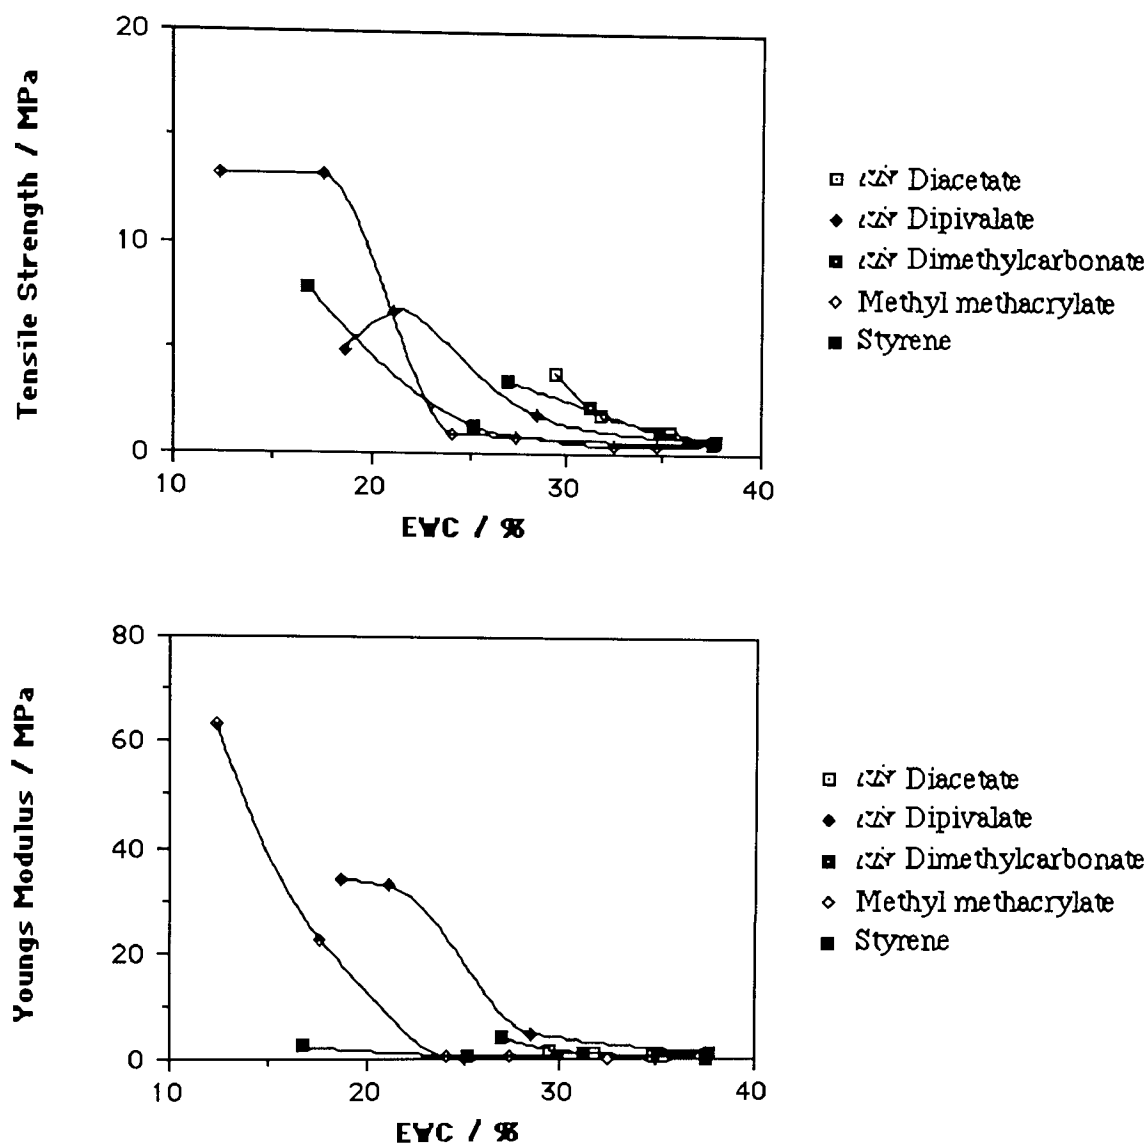 20
10
0
10
20
30
40
Tensile Strength / MPa
EWC / %
Diacetate
Dipivalate
Dimethylcarbonate
Methyl methacrylate
Styrene
80
60
40
20
0
10
20
30
40
Youngs Modulus / MPa
EWC / %
Diacetate
Dipivalate
Dimethylcarbonate
Methyl methacrylate
Styrene